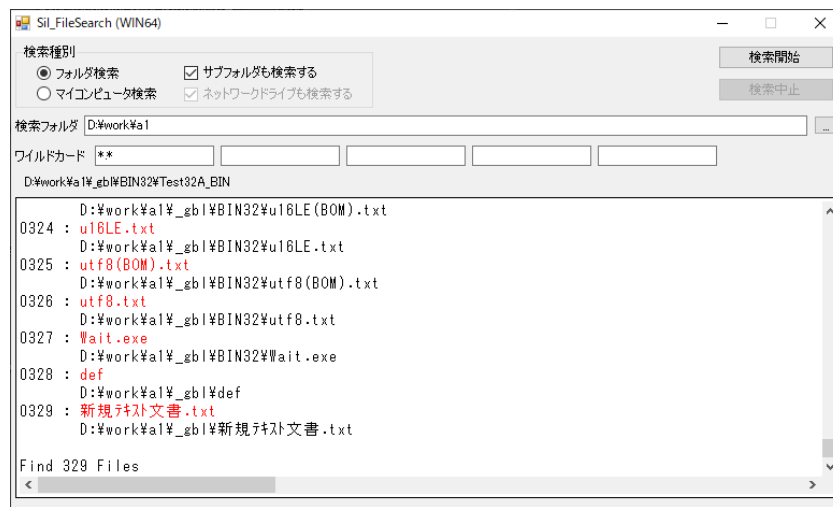 Sil_FileSearch (WIN64)
検索種別
フォルダ検索
サブフォルダも検索する
マイコンピュータ検索
ネットワークドライブも検索する
検索開始
検索中止
検索フォルダ D:¥work¥a1
...
ワイルドカード *.*
D:¥work¥a1¥_gbl¥BIN32¥Test32A_BIN
D:¥work¥a1¥_gbl¥BIN32¥u16LE(BOM).txt
0324 : u16LE.txt
D:¥work¥a1¥_gbl¥BIN32¥u16LE.txt
0325 : utf8(BOM).txt
D:¥work¥a1¥_gbl¥BIN32¥utf8(BOM).txt
0326 : utf8.txt
D:¥work¥a1¥_gbl¥BIN32¥utf8.txt
0327 : Wait.exe
D:¥work¥a1¥_gbl¥BIN32¥Wait.exe
0328 : def
D:¥work¥a1¥_gbl¥def
0329 : 新規ﾃｷｽﾄ文書.txt
D:¥work¥a1¥_gbl¥新規ﾃｷｽﾄ文書.txt
Find 329 Files